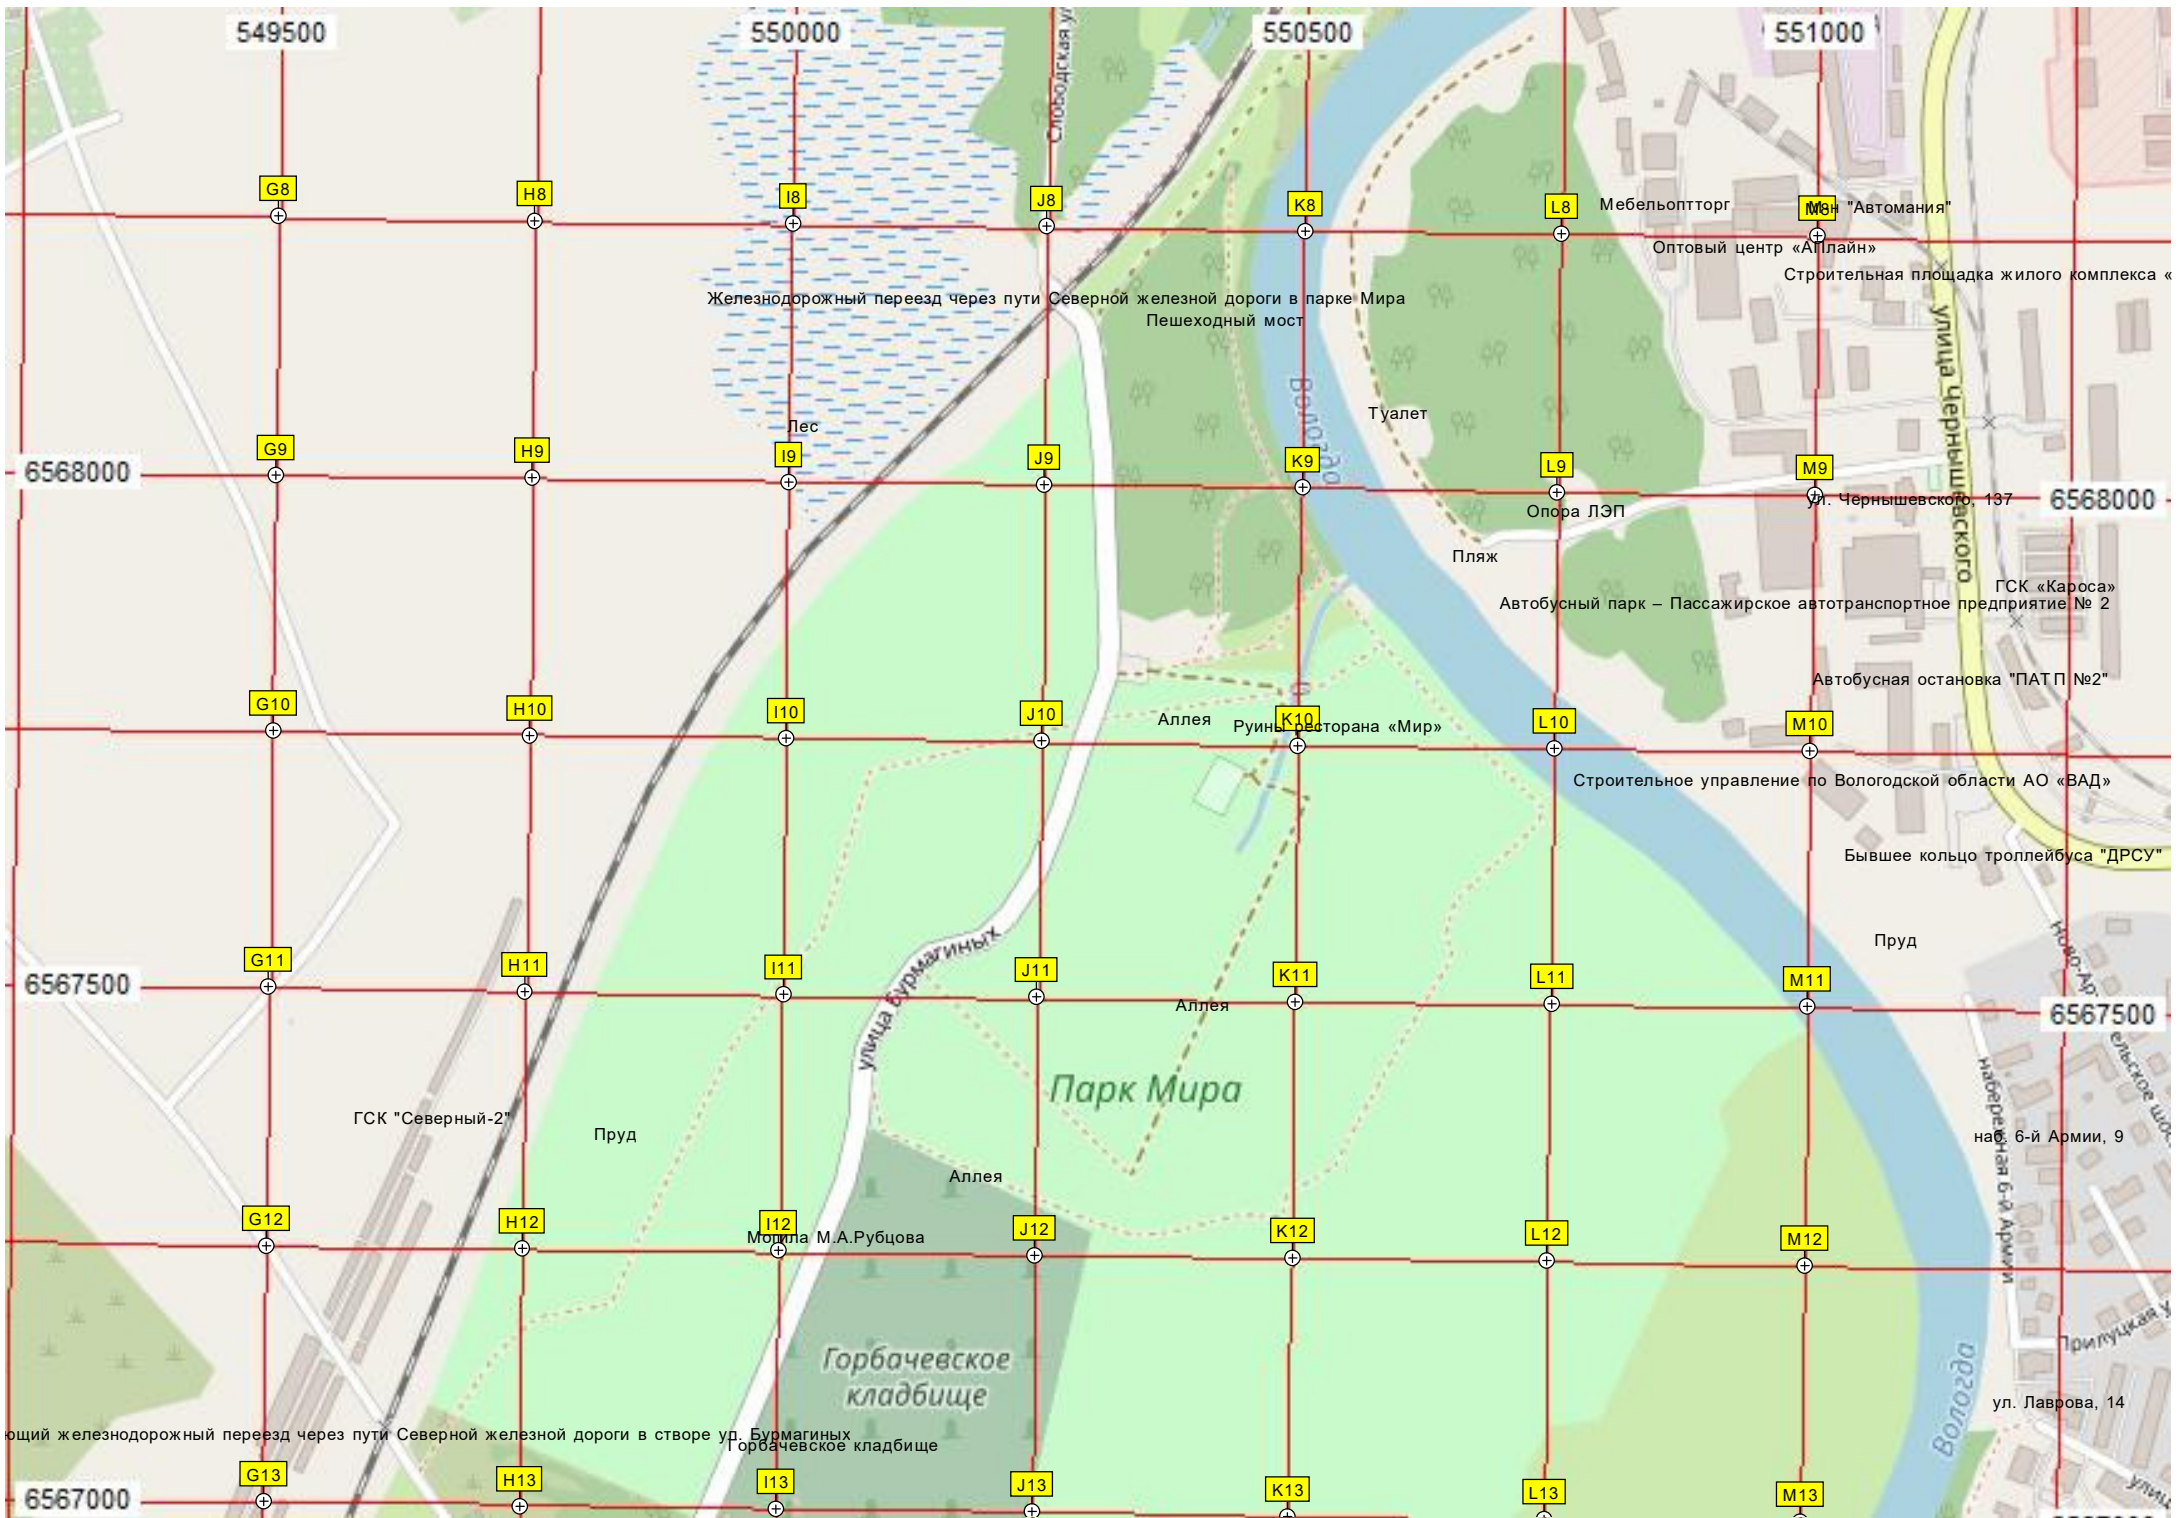 549500 550000 550500 551000
Слободская ул
G8 H8 I8 J8 K8 L8 M8
Мебельоптторг
М-н "Автомания"
Оптовый центр «АПлайн»
Строительная площадка жилого комплекса «
Железнодорожный переезд через пути Северной железной дороги в парке Мира
Пешеходный мост
улица Чернышевского
Вологда
Туалет
Лес
G9 H9 I9 J9 K9 L9 M9
6568000 6568000
ул. Чернышевского, 137
Опора ЛЭП
Пляж
ГСК «Кароса»
Автобусный парк – Пассажирское автотранспортное предприятие № 2
Автобусная остановка "ПАТП №2"
G10 H10 I10 J10 K10 L10 M10
Аллея
Руины ресторана «Мир»
Строительное управление по Вологодской области АО «ВАД»
Бывшее кольцо троллейбуса "ДРСУ"
Пруд
улица Бурмагиных
G11 H11 I11 J11 K11 L11 M11
6567500 6567500
Аллея
Парк Мира
ГСК "Северный-2"
Пруд
наб. 6-й Армии, 9
набережная 6-й Армии
Аллея
G12 H12 I12 J12 K12 L12 M12
Могила М.А.Рубцова
Прилуцкая у
Горбачевское
кладбище
Вологда
ул. Лаврова, 14
ющий железнодорожный переезд через пути Северной железной дороги в створе уд. Бурмагиных
Горбачевское кладбище
G13 H13 I13 J13 K13 L13 M13
6567000
улиц